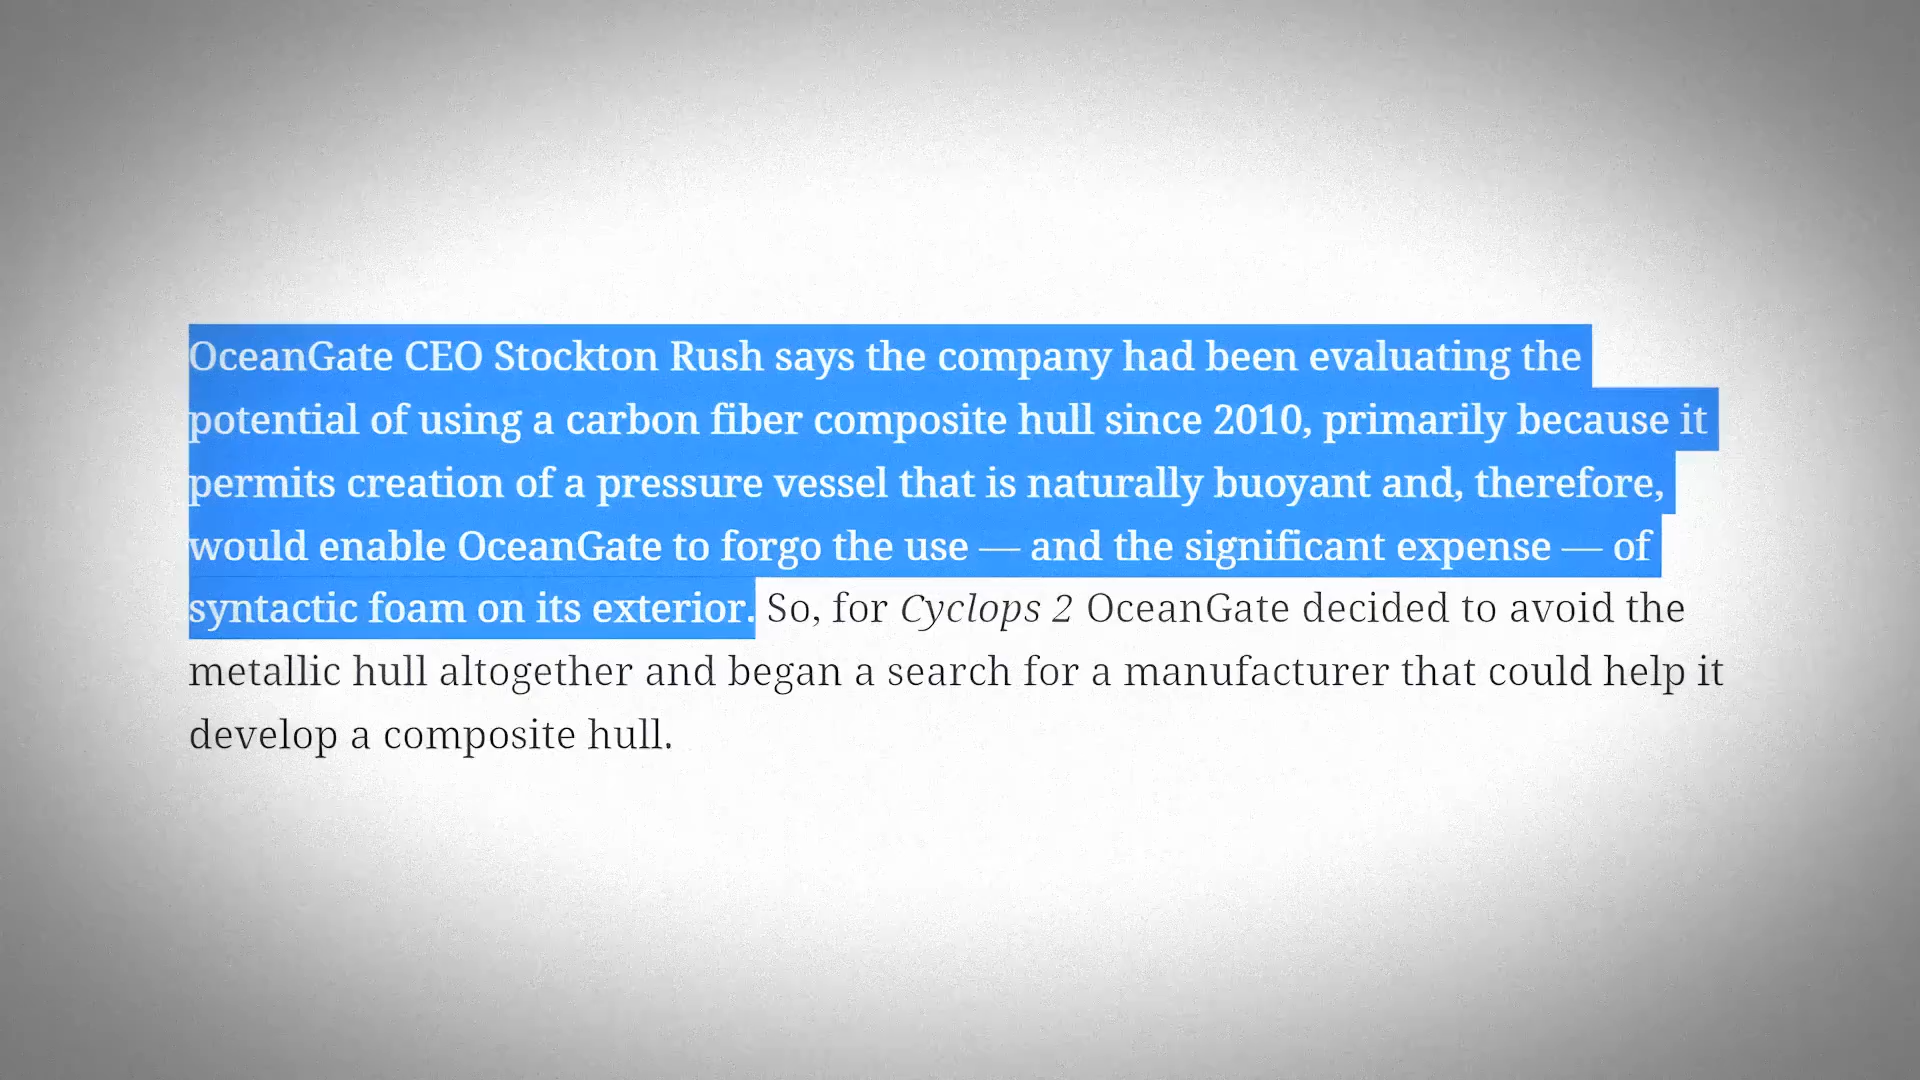 OceanGate CEO Stockton Rush says the company had been evaluating the
potential of using a carbon fiber composite hull since 2010, primarily because it
permits creation of a pressure vessel that is naturally buoyant and, therefore,
would enable OceanGate to forgo the use — and the significant expense — of
syntactic foam on its exterior. So, for Cyclops 2 OceanGate decided to avoid the
metallic hull altogether and began a search for a manufacturer that could help it
develop a composite hull.